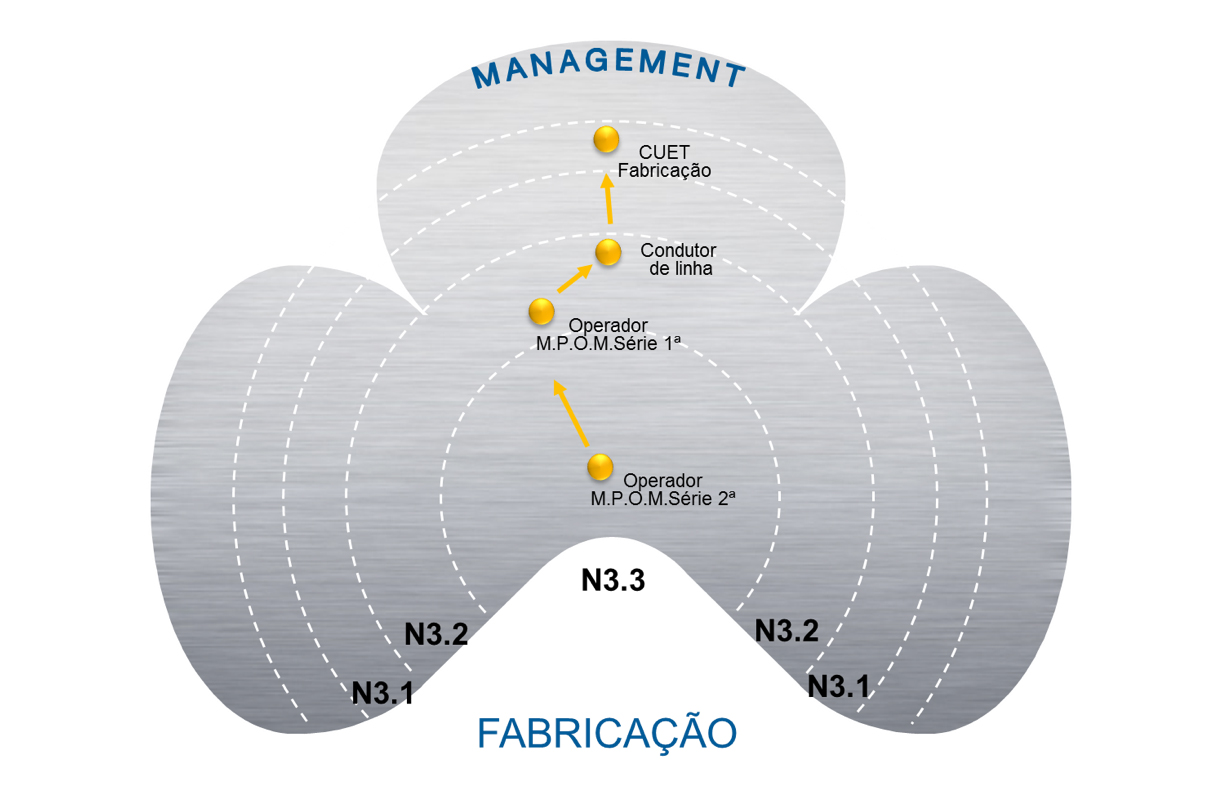 MANAGEMENT
CUET
Fabricação
Condutor
de linha
Operador
M.P.O.M.Série 1ª
Operador
M.P.O.M.Série 2ª
N3.3
N3.2
N3.2
N3.1
N3.1
FABRICAÇÃO